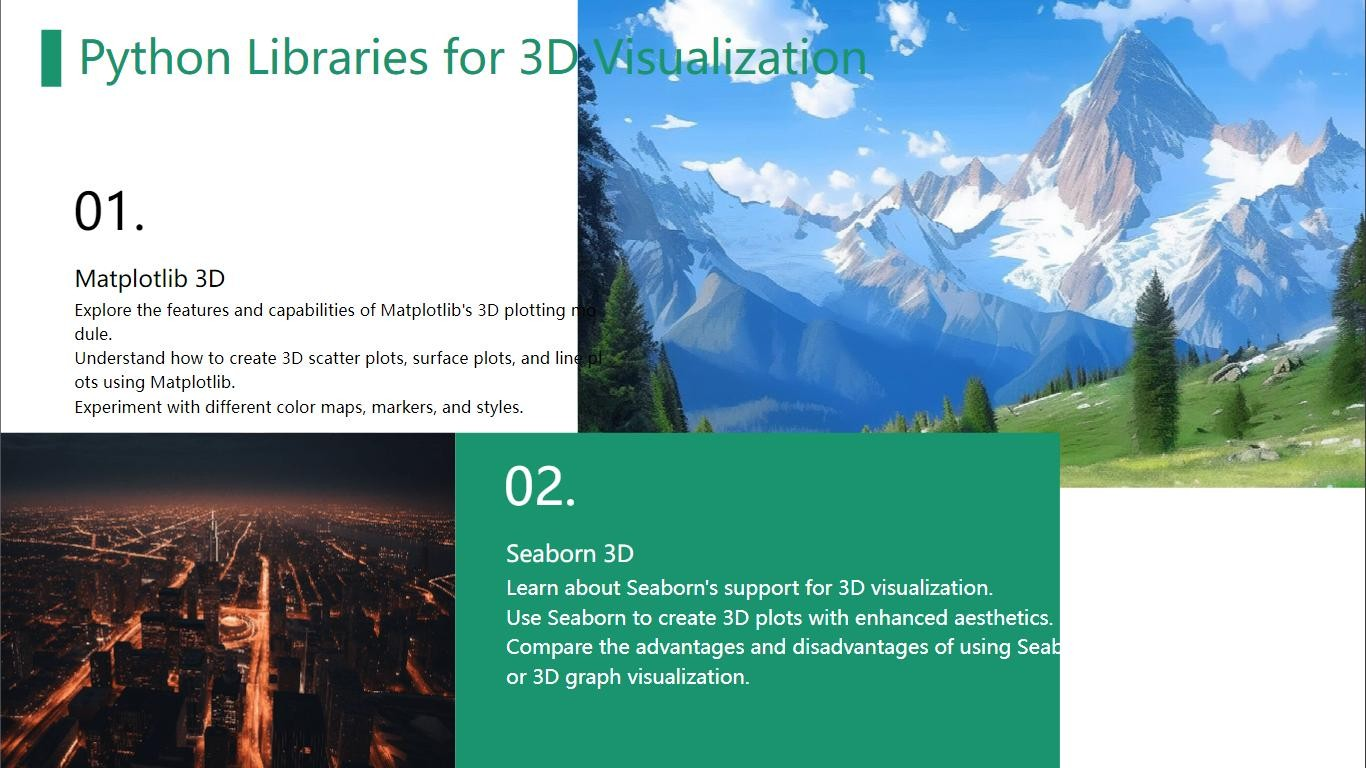 Python Libraries for 3D Visualization
01.
Matplotlib 3D
Explore the features and capabilities of Matplotlib's 3D plotting mo
dule.
Understand how to create 3D scatter plots, surface plots, and line pl
ots using Matplotlib.
Experiment with different color maps, markers, and styles.
02.
Seaborn 3D
Learn about Seaborn's support for 3D visualization.
Use Seaborn to create 3D plots with enhanced aesthetics.
Compare the advantages and disadvantages of using Seab
or 3D graph visualization.